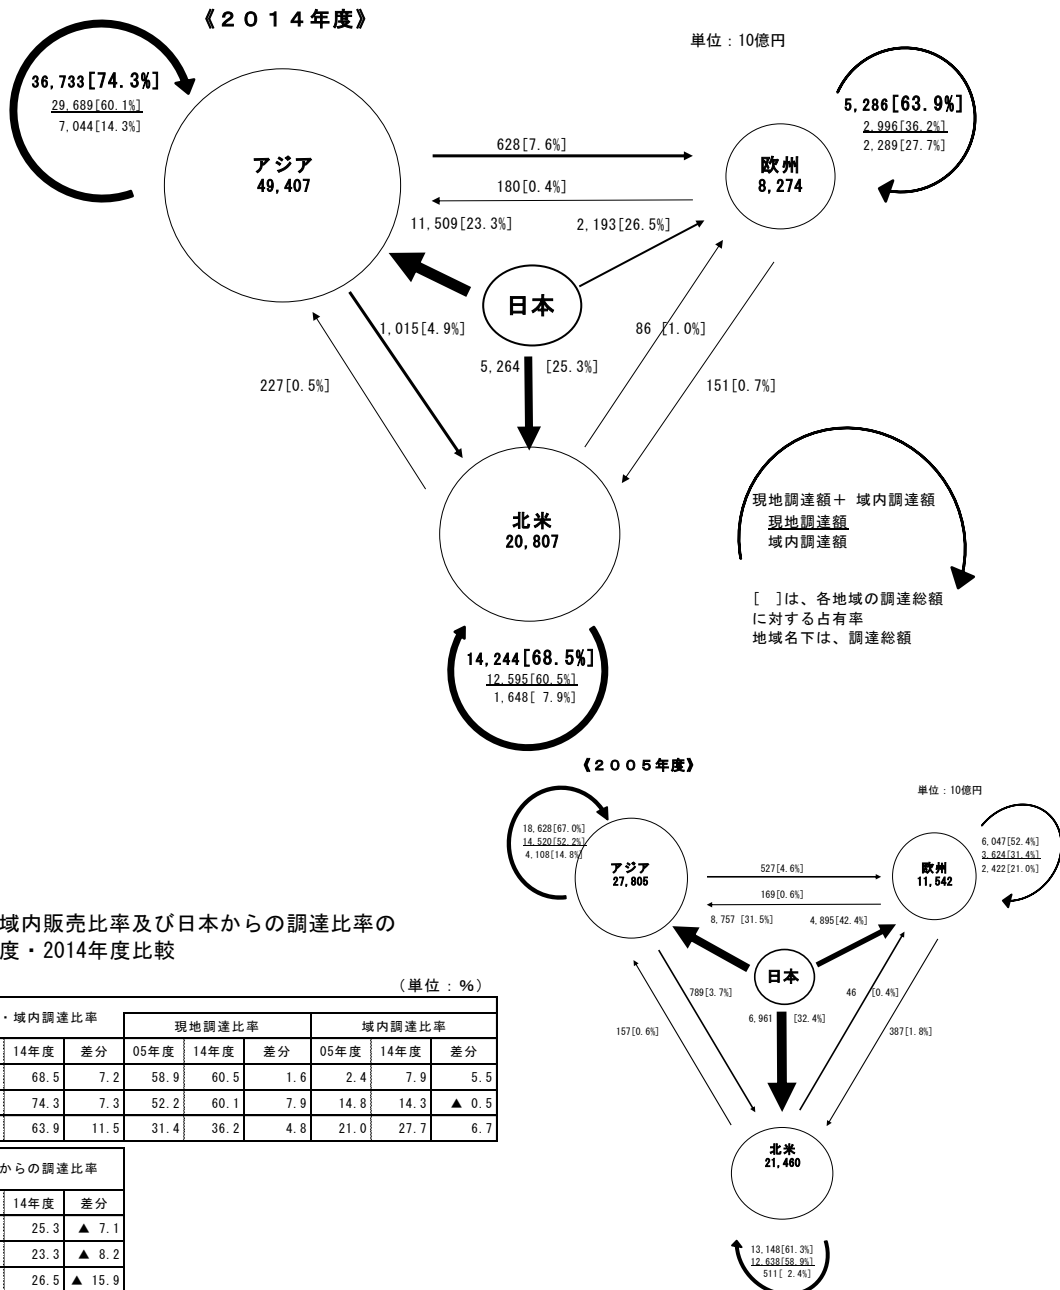 《２０１４年度》
単位：10億円
36,733[74.3%]
29,689[60.1%]
7,044[14.3%]
5,286[63.9%]
2,996[36.2%]
2,289[27.7%]
アジア
49,407
欧州
8,274
628[7.6%]
180[0.4%]
11,509[23.3%]
2,193[26.5%]
日本
1,015[4.9%]
86 [1.0%]
5,264 [25.3%]
227[0.5%]
151[0.7%]
北米
20,807
現地調達額＋ 域内調達額
現地調達額
域内調達額
[ ]は、各地域の調達総額
に対する占有率
地域名下は、調達総額
14,244[68.5%]
12,595[60.5%]
1,648[ 7.9%]
《２００５年度》
単位：10億円
18,628[67.0%]
14,520[52.2%]
4,108[14.8%]
6,047[52.4%]
3,624[31.4%]
2,422[21.0%]
アジア
27,805
欧州
11,542
527[4.6%]
169[0.6%]
8,757 [31.5%]
4,895[42.4%]
日本
789[3.7%]
46 [0.4%]
6,961 [32.4%]
157[0.6%]
387[1.8%]
北米
21,460
13,148[61.3%]
12,638[58.9%]
511[ 2.4%]
域内販売比率及び日本からの調達比率の
度・2014年度比較
（単位：%）
・域内調達比率
現地調達比率 域内調達比率
14年度 差分 05年度 14年度 差分 05年度 14年度 差分
68.5 7.2 58.9 60.5 1.6 2.4 7.9 5.5
74.3 7.3 52.2 60.1 7.9 14.8 14.3 ▲ 0.5
63.9 11.5 31.4 36.2 4.8 21.0 27.7 6.7
からの調達比率
14年度 差分
25.3 ▲ 7.1
23.3 ▲ 8.2
26.5 ▲ 15.9